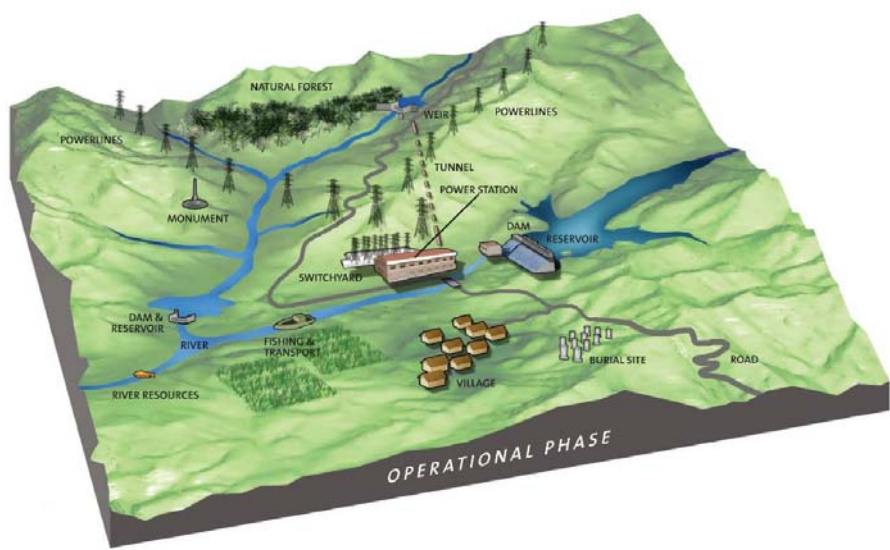 NATURAL FOREST
WEIR
POWERLINES
POWERLINES
TUNNEL
POWER STATION
MONUMENT
DAM
RESERVOIR
SWITCHYARD
DAM &
RESERVOIR
RIVER
FISHING &
TRANSPORT
BURIAL SITE
ROAD
VILLAGE
RIVER RESOURCES
OPERATIONAL PHASE